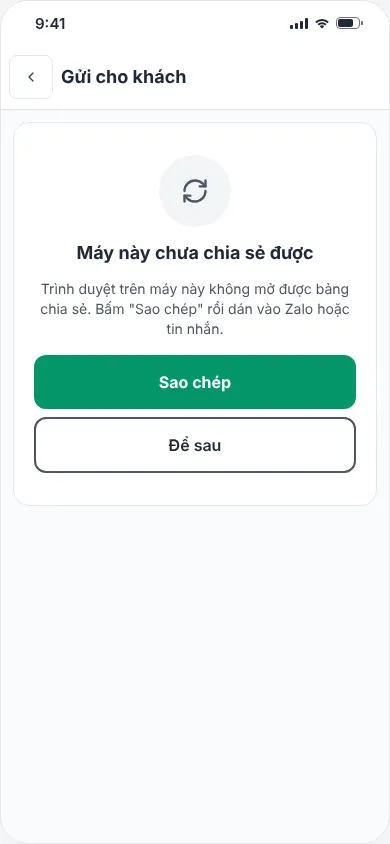 9:41
Gửi cho khách
Máy này chưa chia sẻ được
Trình duyệt trên máy này không mở được bảng
chia sẻ. Bấm "Sao chép" rồi dán vào Zalo hoặc
tin nhắn.
Sao chép
Để sau